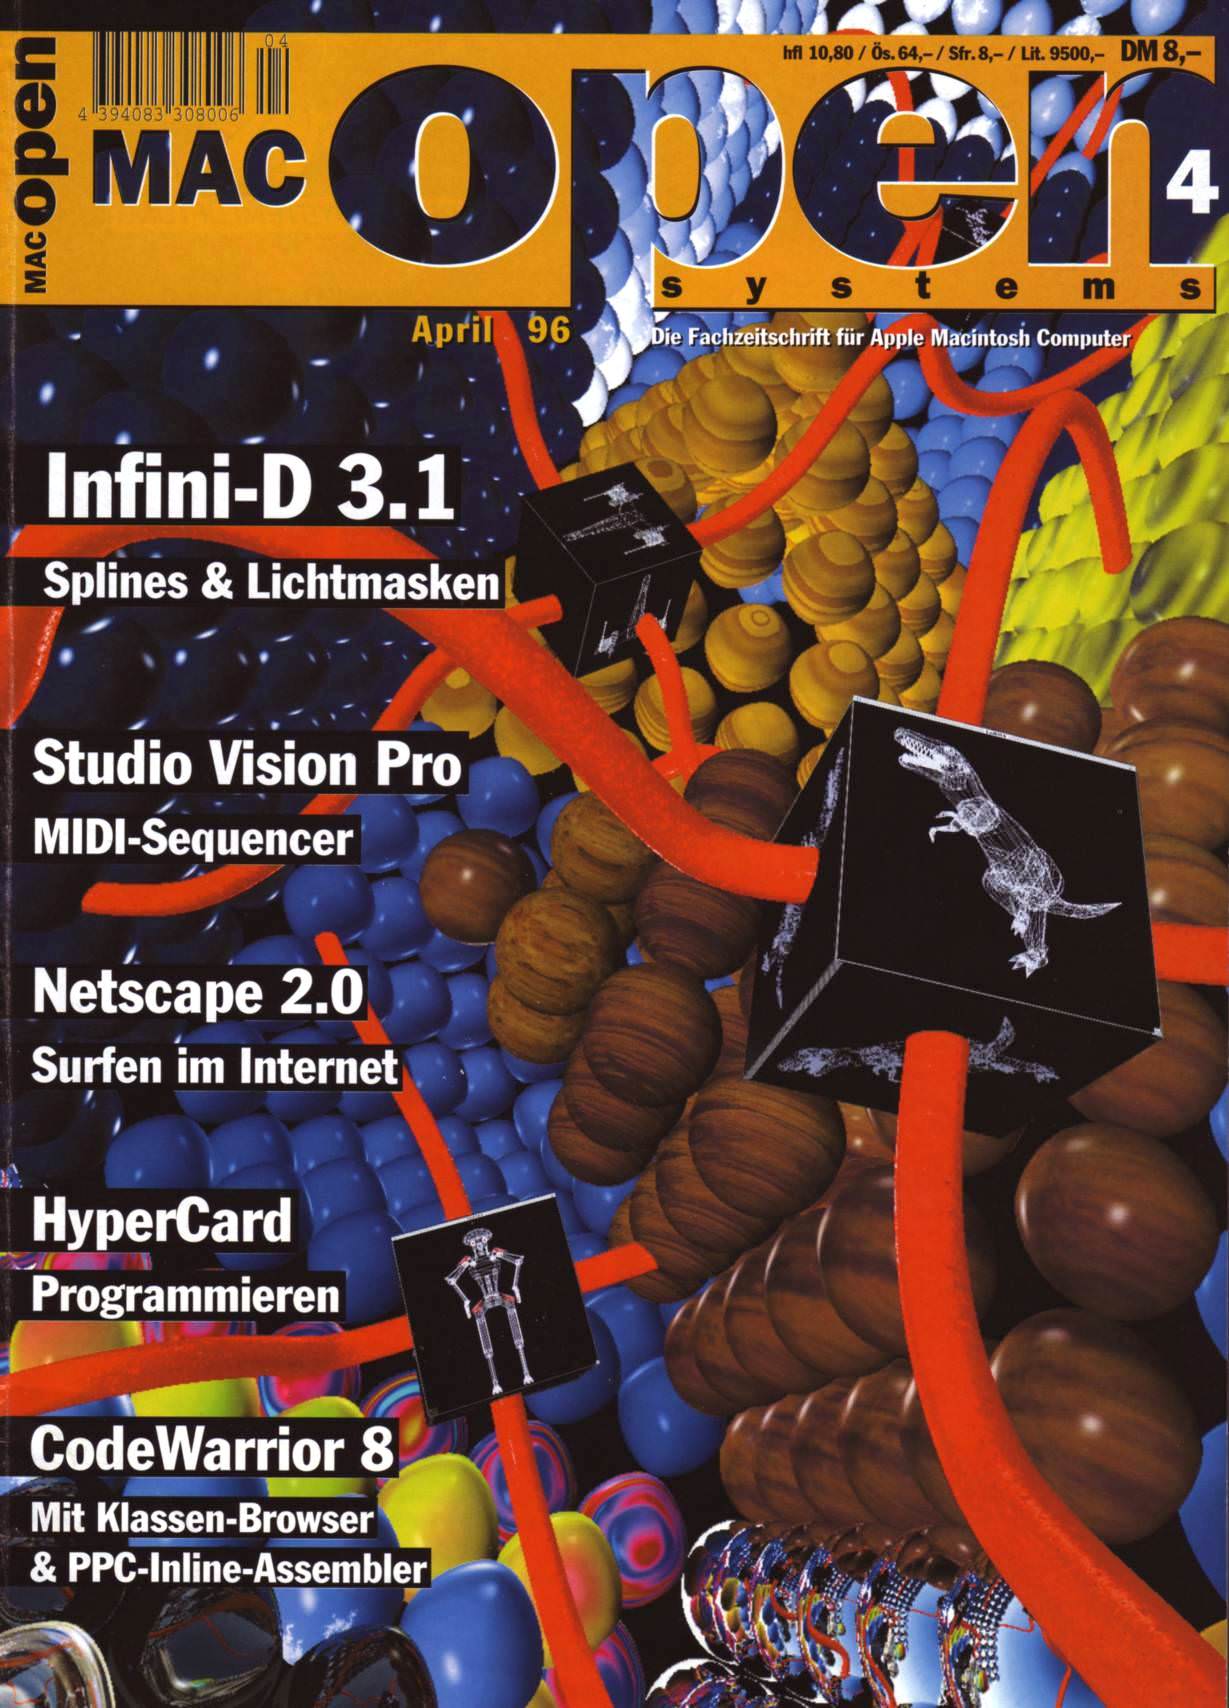 MAC open
04
4 394083 308006
hfl 10,80 / Ös. 64,– / Sfr. 8,– / Lit. 9500,– DM 8,–
MAC open
4
systems
April 96
Die Fachzeitschrift für Apple Macintosh Computer
Infini-D 3.1
Splines & Lichtmasken
Studio Vision Pro
MIDI-Sequencer
Netscape 2.0
Surfen im Internet
HyperCard
Programmieren
CodeWarrior 8
Mit Klassen-Browser
& PPC-Inline-Assembler